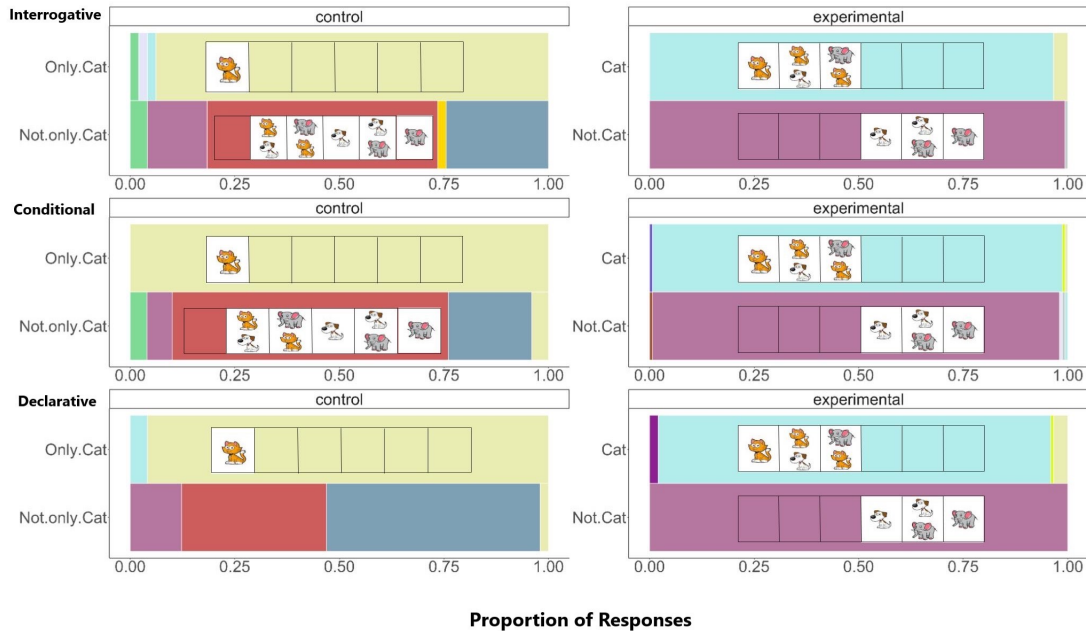 Interrogative
control
experimental
Only.Cat
Not.only.Cat
Cat
Not.Cat
0.00 0.25 0.50 0.75 1.00
0.00 0.25 0.50 0.75 1.00
Conditional
control
experimental
Only.Cat
Not.only.Cat
Cat
Not.Cat
0.00 0.25 0.50 0.75 1.00
0.00 0.25 0.50 0.75 1.00
Declarative
control
experimental
Only.Cat
Not.only.Cat
Cat
Not.Cat
0.00 0.25 0.50 0.75 1.00
0.00 0.25 0.50 0.75 1.00
Proportion of Responses